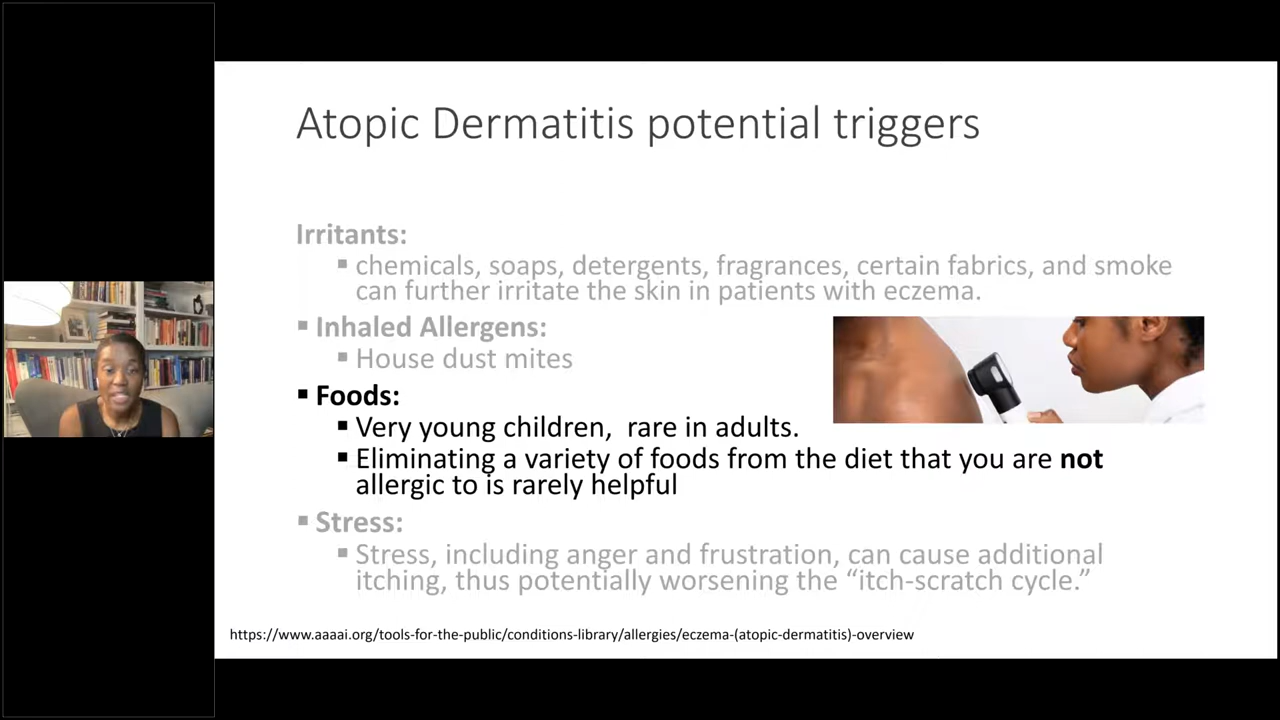 Atopic Dermatitis potential triggers
Irritants:
▪ chemicals, soaps, detergents, fragrances, certain fabrics, and smoke
can further irritate the skin in patients with eczema.
▪ Inhaled Allergens:
▪ House dust mites
▪ Foods:
▪ Very young children,  rare in adults.
▪ Eliminating a variety of foods from the diet that you are not
allergic to is rarely helpful
▪ Stress:
▪ Stress, including anger and frustration, can cause additional
itching, thus potentially worsening the “itch-scratch cycle.”
https://www.aaaai.org/tools-for-the-public/conditions-library/allergies/eczema-(atopic-dermatitis)-overview